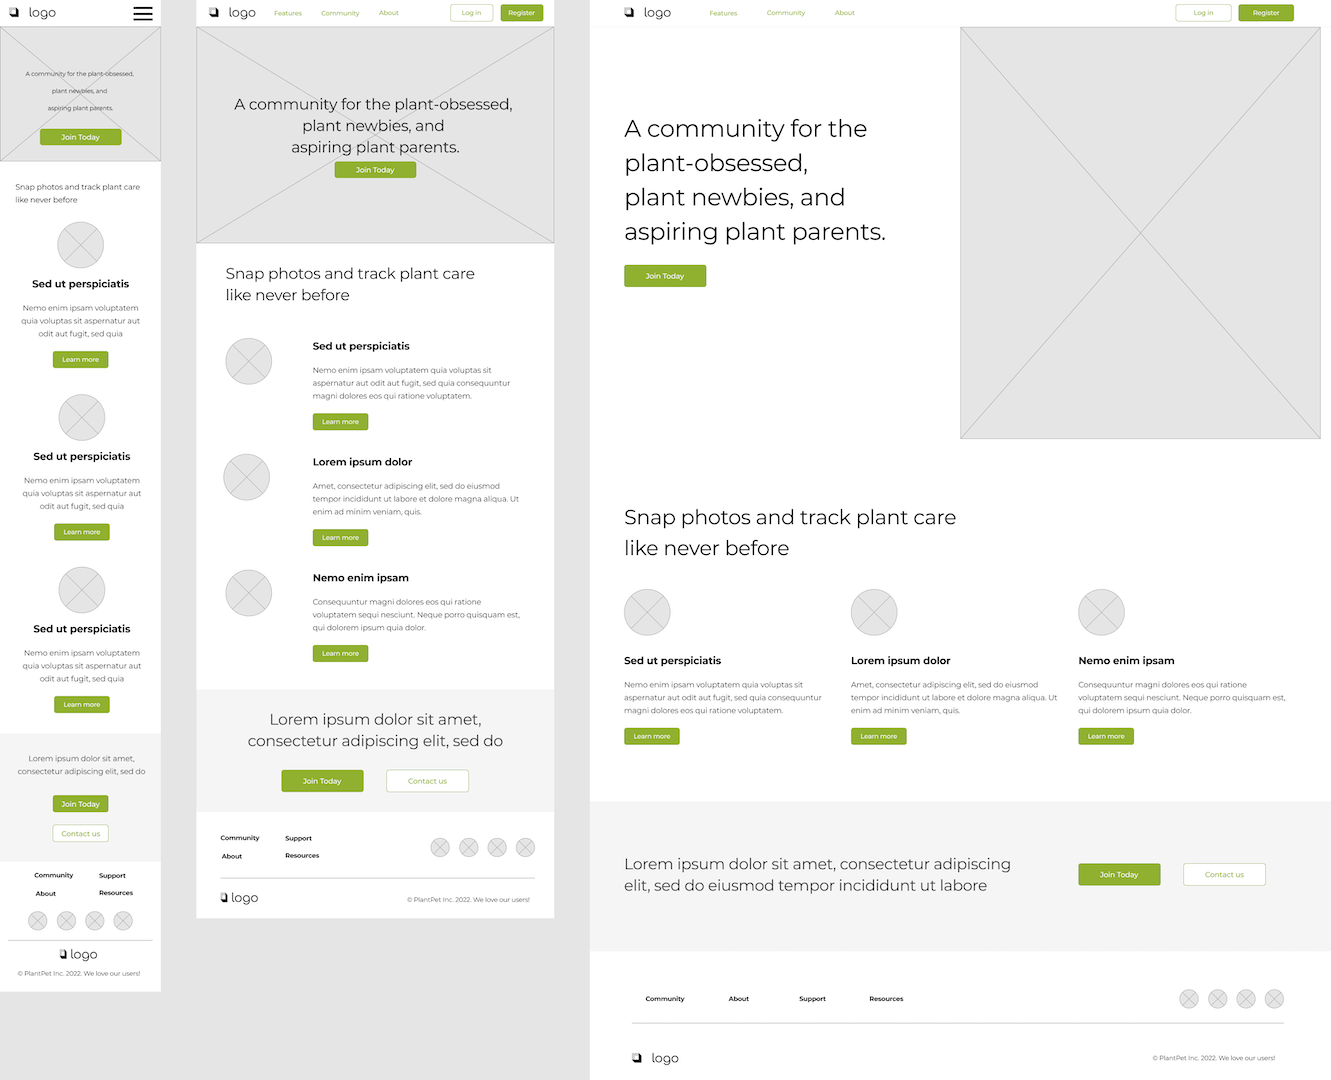 logo
A community for the plant-obsessed,
plant newbies, and
aspiring plant parents.
Join Today
Snap photos and track plant care
like never before
Sed ut perspiciatis
Nemo enim ipsam voluptatem
quia voluptas sit aspernatur aut
odit aut fugit, sed quia
Learn more
Sed ut perspiciatis
Nemo enim ipsam voluptatem
quia voluptas sit aspernatur aut
odit aut fugit, sed quia
Learn more
Sed ut perspiciatis
Nemo enim ipsam voluptatem
quia voluptas sit aspernatur aut
odit aut fugit, sed quia
Learn more
Lorem ipsum dolor sit amet,
consectetur adipiscing elit, sed do
Join Today
Contact us
Community Support
About Resources
logo
© PlantPet Inc. 2022. We love our users!
logo Features Community About Log in Register
A community for the plant-obsessed,
plant newbies, and
aspiring plant parents.
Join Today
Snap photos and track plant care
like never before
Sed ut perspiciatis
Nemo enim ipsam voluptatem quia voluptas sit
aspernatur aut odit aut fugit, sed quia consequuntur
magni dolores eos qui ratione voluptatem.
Learn more
Lorem ipsum dolor
Amet, consectetur adipiscing elit, sed do eiusmod
tempor incididunt ut labore et dolore magna aliqua. Ut
enim ad minim veniam, quis.
Learn more
Nemo enim ipsam
Consequuntur magni dolores eos qui ratione
voluptatem sequi nesciunt. Neque porro quisquam est,
qui dolorem ipsum quia dolor.
Learn more
Lorem ipsum dolor sit amet,
consectetur adipiscing elit, sed do
Join Today Contact us
Community Support
About Resources
logo © PlantPet Inc. 2022. We love our users!
logo Features Community About Log in Register
A community for the
plant-obsessed,
plant newbies, and
aspiring plant parents.
Join Today
Snap photos and track plant care
like never before
Sed ut perspiciatis
Nemo enim ipsam voluptatem quia voluptas sit
aspernatur aut odit aut fugit, sed quia consequuntur
magni dolores eos qui ratione voluptatem.
Learn more
Lorem ipsum dolor
Amet, consectetur adipiscing elit, sed do eiusmod
tempor incididunt ut labore et dolore magna aliqua. Ut
enim ad minim veniam, quis.
Learn more
Nemo enim ipsam
Consequuntur magni dolores eos qui ratione
voluptatem sequi nesciunt. Neque porro quisquam est,
qui dolorem ipsum quia dolor.
Learn more
Lorem ipsum dolor sit amet, consectetur adipiscing
elit, sed do eiusmod tempor incididunt ut labore
Join Today Contact us
Community About Support Resources
logo © PlantPet Inc. 2022. We love our users!